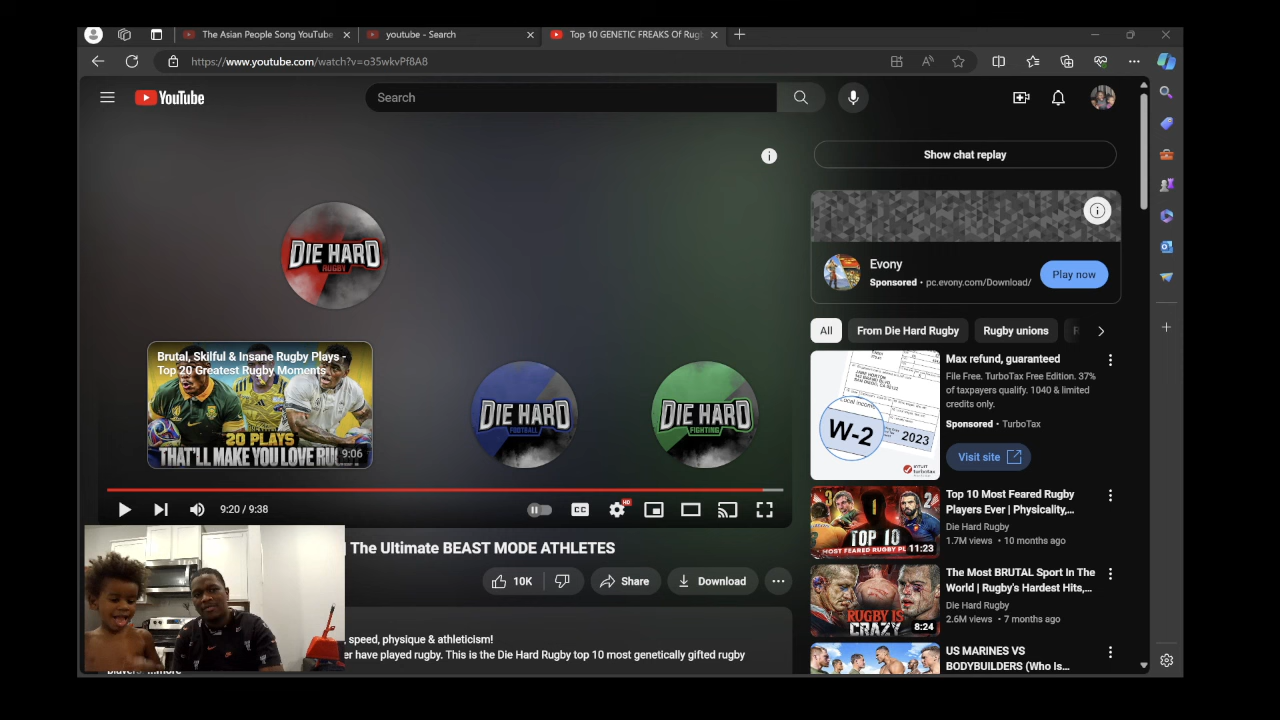 The Asian People Song YouTube
youtube - Search
Top 10 GENETIC FREAKS Of Rugb
https://www.youtube.com/watch?v=o35wkvPf8A8
YouTube
Search
Show chat replay
DIE HARD
RUGBY
Evony
Sponsored • pc.evony.com/Download/
Play now
All
From Die Hard Rugby
Rugby unions
Brutal, Skilful & Insane Rugby Plays -
Top 20 Greatest Rugby Moments
20 PLAYS
THAT'LL MAKE YOU LOVE RU
9:06
DIE HARD
FOOTBALL
DIE HARD
FIGHTING
Local income
W-2
2023
Max refund, guaranteed
File Free. TurboTax Free Edition. 37%
of taxpayers qualify. 1040 & limited
credits only.
Sponsored • TurboTax
Visit site
9:20 / 9:38
CC
HD
TOP 10
MOST FEARED RUGBY PL
11:23
Top 10 Most Feared Rugby
Players Ever | Physicality,...
Die Hard Rugby
1.7M views • 10 months ago
| The Ultimate BEAST MODE ATHLETES
10K
Share
Download
RUGBY IS
CRAZY
8:24
The Most BRUTAL Sport In The
World | Rugby's Hardest Hits,...
Die Hard Rugby
2.6M views • 7 months ago
, speed, physique & athleticism!
er have played rugby. This is the Die Hard Rugby top 10 most genetically gifted rugby
...more
US MARINES VS
BODYBUILDERS (Who Is...